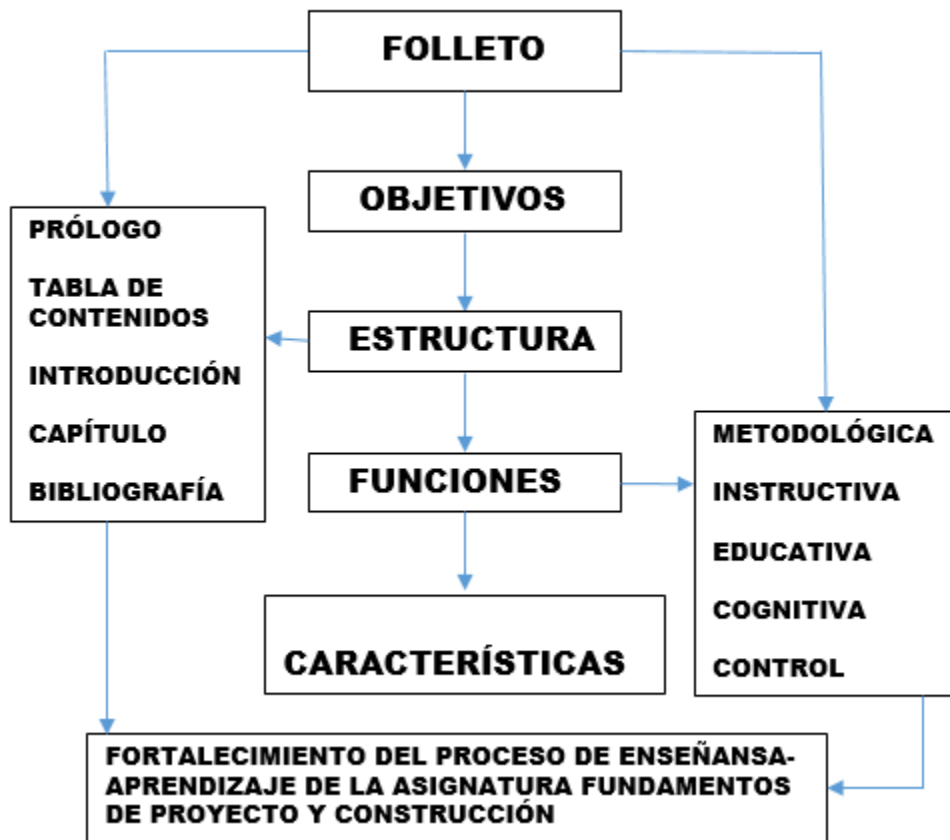 FOLLETO
OBJETIVOS
PRÓLOGO
TABLA DE
CONTENIDOS
INTRODUCCIÓN
CAPÍTULO
BIBLIOGRAFÍA
ESTRUCTURA
FUNCIONES
METODOLÓGICA
INSTRUCTIVA
EDUCATIVA
COGNITIVA
CONTROL
CARACTERÍSTICAS
FORTALECIMIENTO DEL PROCESO DE ENSEÑANSA-
APRENDIZAJE DE LA ASIGNATURA FUNDAMENTOS
DE PROYECTO Y CONSTRUCCIÓN